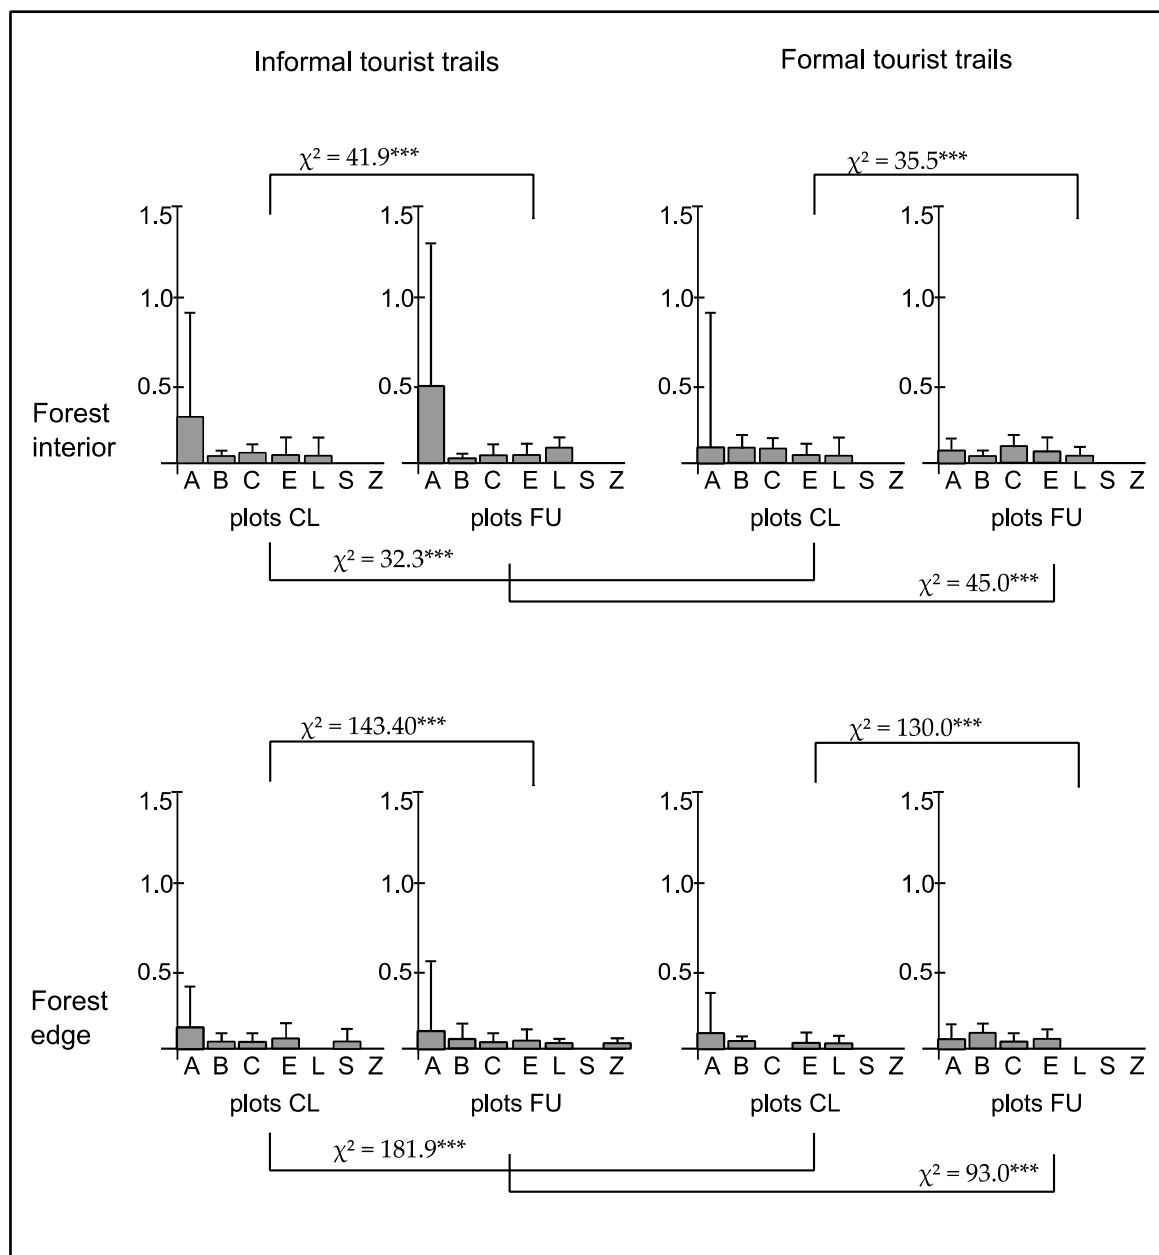 Informal tourist trails Formal tourist trails
χ² = 41.9*** χ² = 35.5***
1.5 1.5 1.5 1.5
1.0 1.0 1.0 1.0
0.5 0.5 0.5 0.5
Forest
interior
A B C E L S Z A B C E L S Z A B C E L S Z A B C E L S Z
plots CL plots FU plots CL plots FU
χ² = 32.3*** χ² = 45.0***
χ² = 143.40*** χ² = 130.0***
1.5 1.5 1.5 1.5
1.0 1.0 1.0 1.0
0.5 0.5 0.5 0.5
Forest
edge
A B C E L S Z A B C E L S Z A B C E L S Z A B C E L S Z
plots CL plots FU plots CL plots FU
χ² = 181.9*** χ² = 93.0***